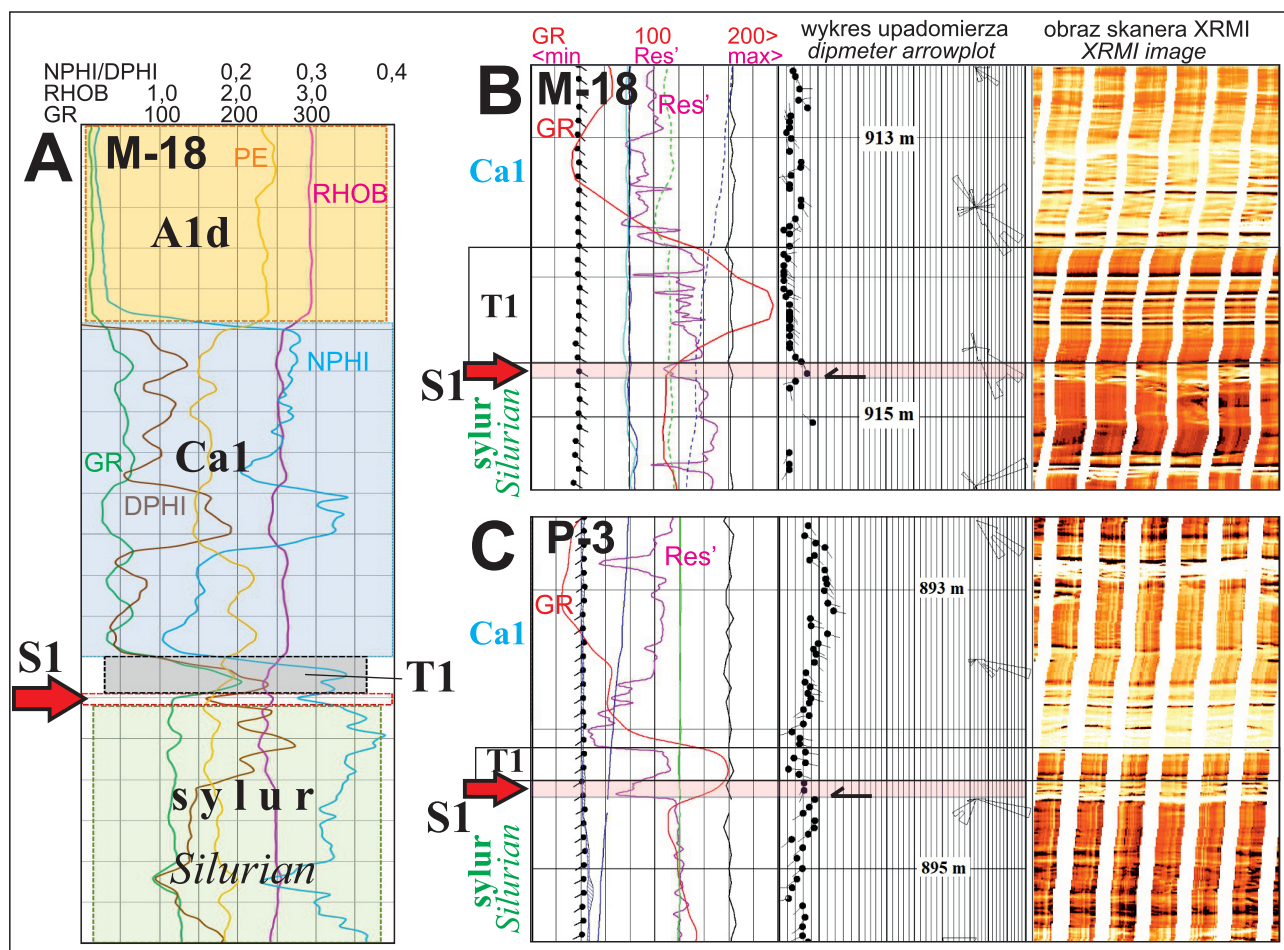 NPHI/DPHI 0,2 0,3 0,4
RHOB 1,0 2,0 3,0
GR 100 200 300
A
M-18
PE
RHOB
A1d
NPHI
GR
Ca1
DPHI
S1
T1
sylur
Silurian
GR 100 200>
<min Res' max>
wykres upadomierza
dipmeter arrowplot
obraz skanera XRMI
XRMI image
B
M-18
Res'
GR
913 m
Ca1
T1
S1
915 m
sylur
Silurian
C
P-3
Res'
893 m
GR
Ca1
T1
S1
895 m
sylur
Silurian